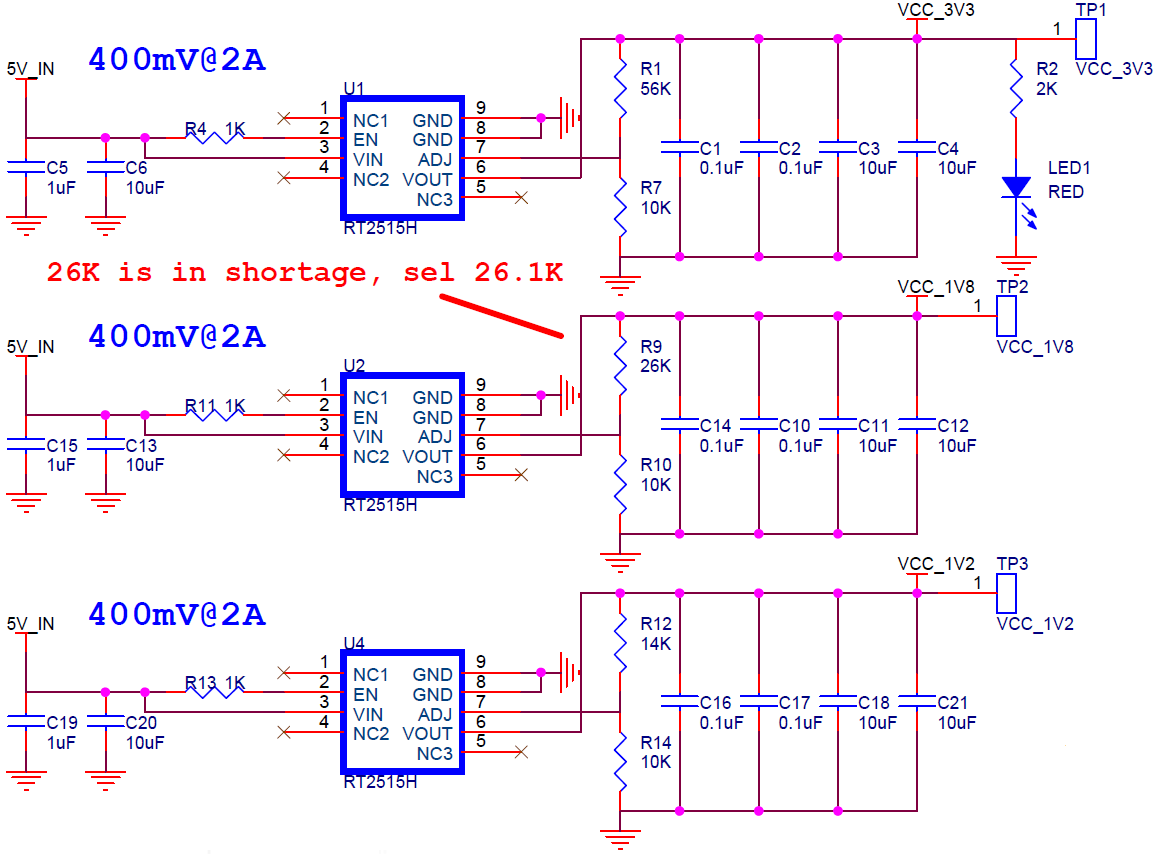 VCC_3V3 TP1
400mV@2A
1
5V_IN
VCC_3V3
R1
56K
R2
2K
U1
1 NC1 GND 9
2 EN GND 8
3 VIN ADJ 7
4 NC2 VOUT 6
NC3 5
RT2515H
R4 1K
C5
1uF
C6
10uF
C1
0.1uF
C2
0.1uF
C3
10uF
C4
10uF
R7
10K
LED1
RED
26K is in shortage, sel 26.1K
VCC_1V8 TP2
400mV@2A
1
5V_IN
VCC_1V8
R9
26K
U2
1 NC1 GND 9
2 EN GND 8
3 VIN ADJ 7
4 NC2 VOUT 6
NC3 5
RT2515H
R11 1K
C15
1uF
C13
10uF
C14
0.1uF
C10
0.1uF
C11
10uF
C12
10uF
R10
10K
VCC_1V2 TP3
400mV@2A
1
5V_IN
VCC_1V2
R12
14K
U4
1 NC1 GND 9
2 EN GND 8
3 VIN ADJ 7
4 NC2 VOUT 6
NC3 5
RT2515H
R13 1K
C19
1uF
C20
10uF
C16
0.1uF
C17
0.1uF
C18
10uF
C21
10uF
R14
10K